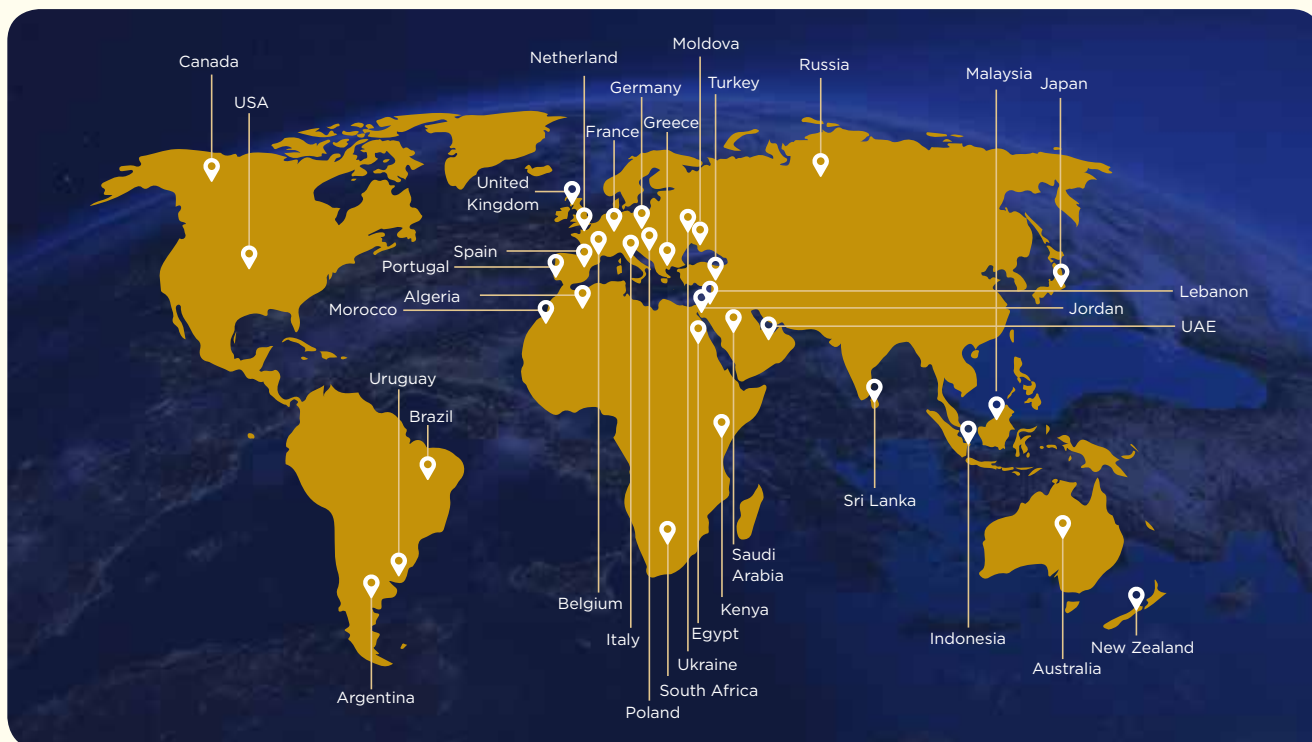 Canada
USA
Netherland
Germany
France
Greece
Moldova
Turkey
Russia
Malaysia
Japan
United
Kingdom
Spain
Portugal
Algeria
Morocco
Lebanon
Jordan
UAE
Uruguay
Brazil
Argentina
Sri Lanka
Saudi
Arabia
Kenya
Belgium
Italy
Egypt
Ukraine
South Africa
Poland
Indonesia
New Zealand
Australia